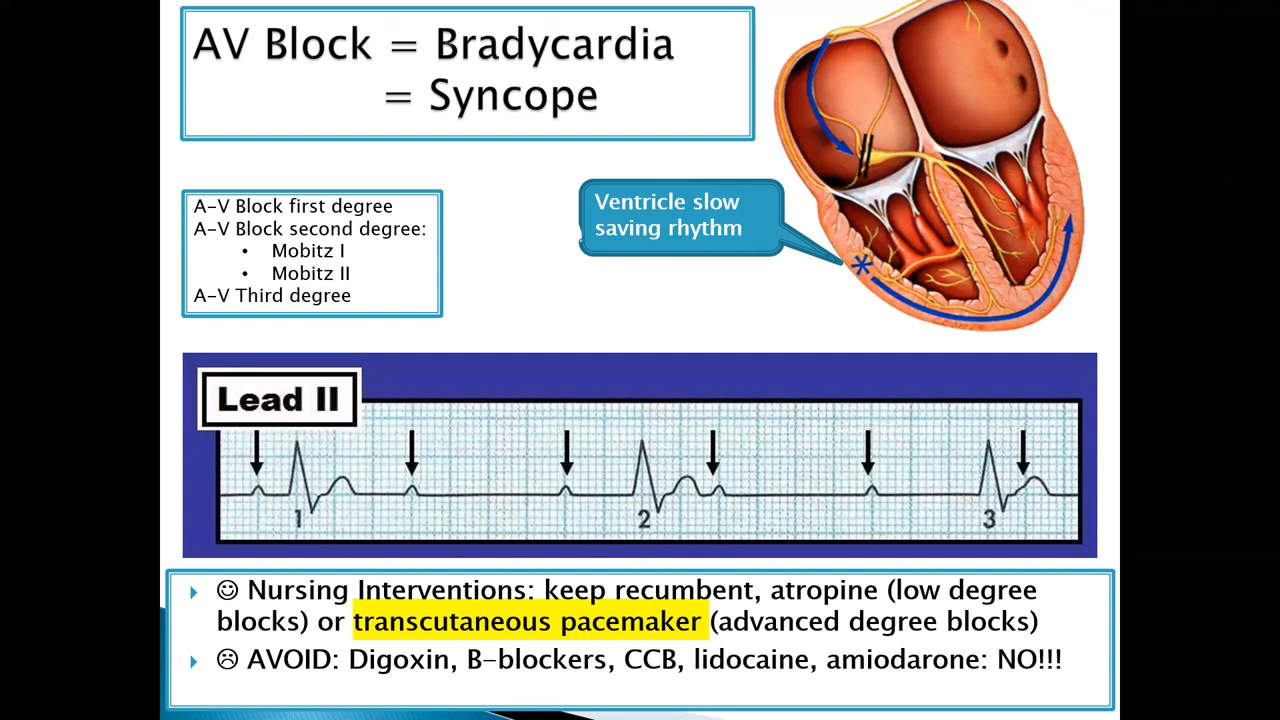 AV Block = Bradycardia
= Syncope
A-V Block first degree
A-V Block second degree:
• Mobitz I
• Mobitz II
A-V Third degree
Ventricle slow
saving rhythm
Lead II
1 2 3
☺ Nursing Interventions: keep recumbent, atropine (low degree
blocks) or transcutaneous pacemaker (advanced degree blocks)
☹ AVOID: Digoxin, B-blockers, CCB, lidocaine, amiodarone: NO!!!